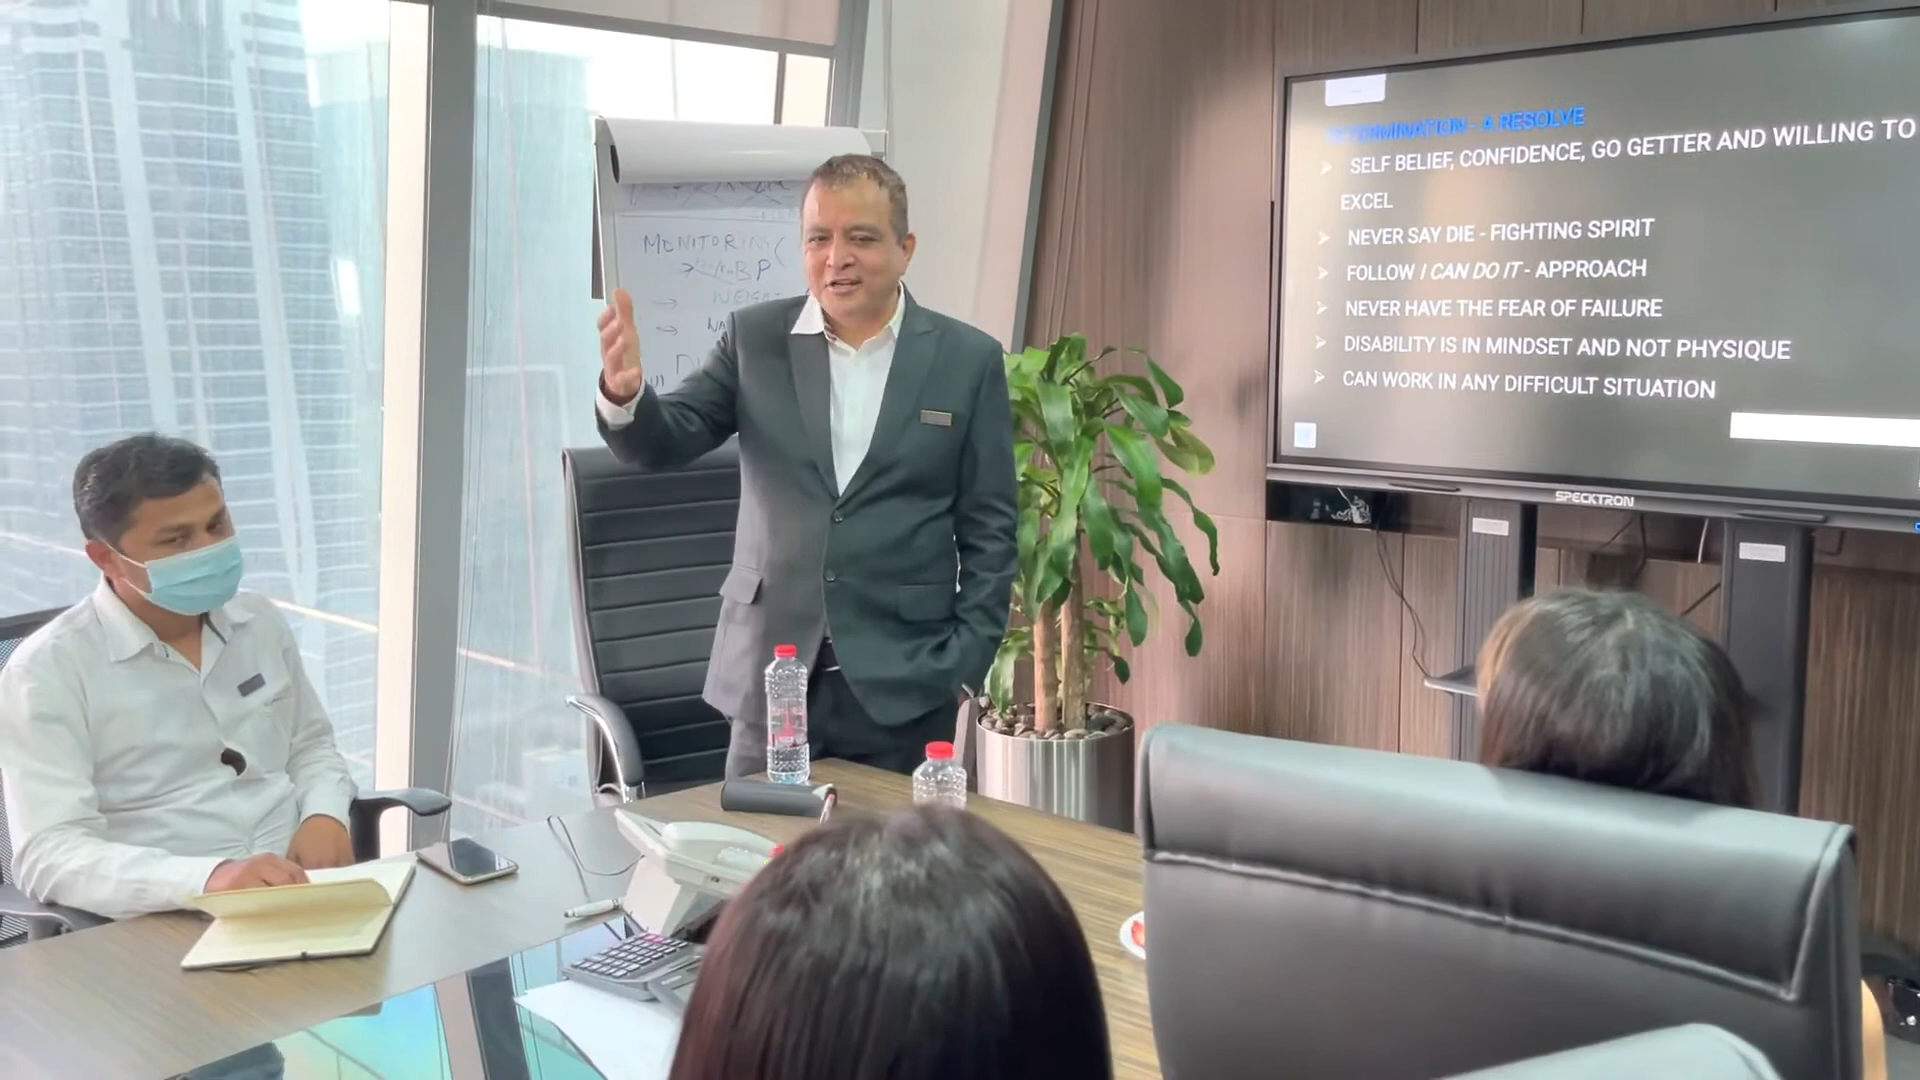 MONITORING
BP
DETERMINATION - A RESOLVE
SELF BELIEF, CONFIDENCE, GO GETTER AND WILLING TO
EXCEL
NEVER SAY DIE - FIGHTING SPIRIT
FOLLOW I CAN DO IT - APPROACH
NEVER HAVE THE FEAR OF FAILURE
DISABILITY IS IN MINDSET AND NOT PHYSIQUE
CAN WORK IN ANY DIFFICULT SITUATION
SPECKTRON